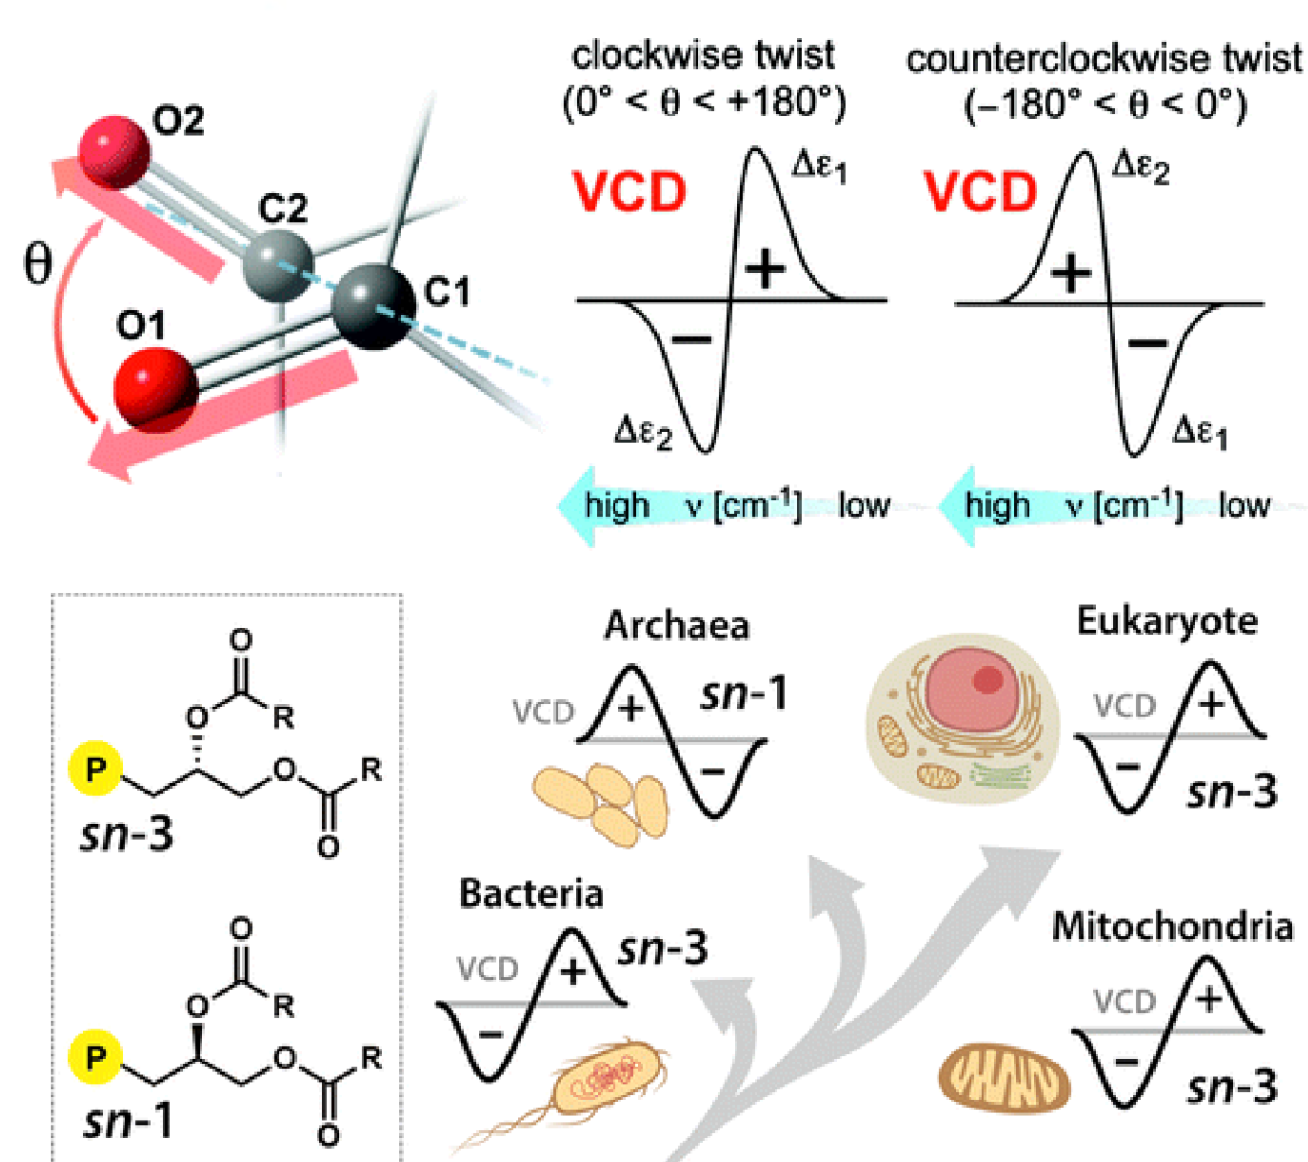 clockwise twist
(0° < θ < +180°)
counterclockwise twist
(−180° < θ < 0°)
O2
C2
θ
C1
O1
VCD
Δε₁
+
−
Δε₂
VCD
Δε₂
+
−
Δε₁
high ν [cm⁻¹] low
high ν [cm⁻¹] low
O
O
R
P
O
R
O
sn-3
O
O
R
P
O
R
O
sn-1
Archaea
VCD
+
−
sn-1
Eukaryote
VCD
+
−
sn-3
Bacteria
VCD
+
−
sn-3
Mitochondria
VCD
+
−
sn-3